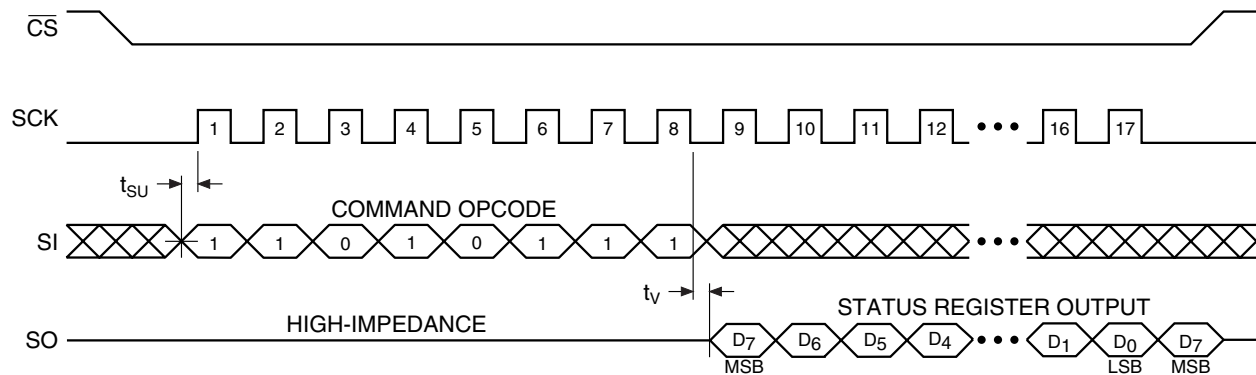 CS
SCK 1 2 3 4 5 6 7 8 9 10 11 12 ••• 16 17
tSU
COMMAND OPCODE
SI 1 1 0 1 0 1 1 1 •••
tV
HIGH-IMPEDANCE STATUS REGISTER OUTPUT
SO D7 D6 D5 D4 ••• D1 D0 D7
MSB LSB MSB